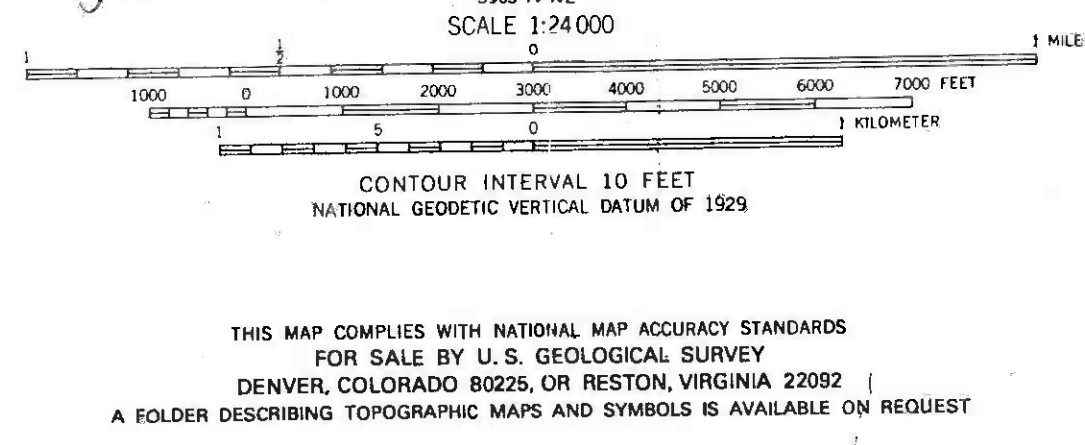 SCALE 1:24 000
1 ½ 0 1 MILE
1000 0 1000 2000 3000 4000 5000 6000 7000 FEET
1 5 0 1 KILOMETER
CONTOUR INTERVAL 10 FEET
NATIONAL GEODETIC VERTICAL DATUM OF 1929
THIS MAP COMPLIES WITH NATIONAL MAP ACCURACY STANDARDS
FOR SALE BY U. S. GEOLOGICAL SURVEY
DENVER, COLORADO 80225, OR RESTON, VIRGINIA 22092
A FOLDER DESCRIBING TOPOGRAPHIC MAPS AND SYMBOLS IS AVAILABLE ON REQUEST